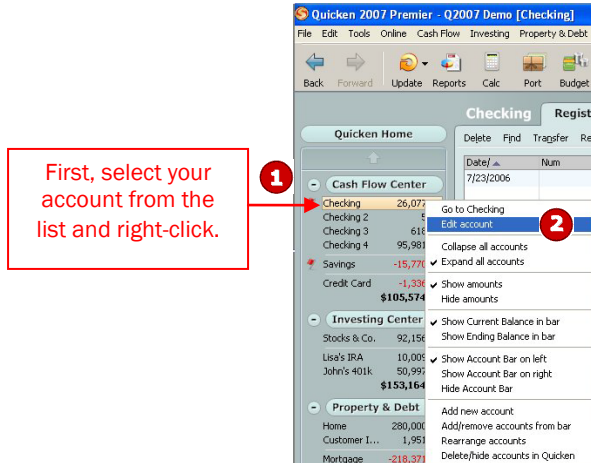 Quicken 2007 Premier - Q2007 Demo [Checking]
File Edit Tools Online Cash Flow Investing Property & Debt
Back Forward Update Reports Calc Port Budget
Checking Regist
Quicken Home
Delete Find Transfer Re
Date/ Num
7/23/2006
First, select your
account from the
list and right-click.
1
Cash Flow Center
Checking 26,077
Checking 2
Checking 3 618
Checking 4 95,981
Savings -15,770
Credit Card -1,336
$105,574
Investing Center
Stocks & Co. 92,156
Lisa's IRA 10,009
John's 401k 50,997
$153,164
Property & Debt
Home 280,000
Customer I... 1,951
Mortgage -218,371
Go to Checking
Edit account
2
Collapse all accounts
Expand all accounts
Show amounts
Hide amounts
Show Current Balance in bar
Show Ending Balance in bar
Show Account Bar on left
Show Account Bar on right
Hide Account Bar
Add new account
Add/remove accounts from bar
Rearrange accounts
Delete/hide accounts in Quicken